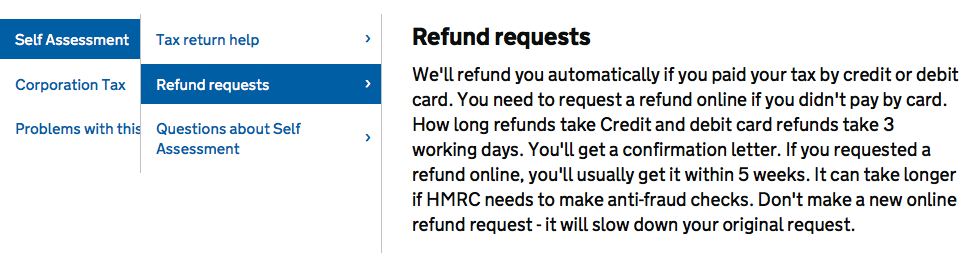 Self Assessment
Corporation Tax
Problems with this
Tax return help
Refund requests
Questions about Self
Assessment
Refund requests
We'll refund you automatically if you paid your tax by credit or debit
card. You need to request a refund online if you didn't pay by card.
How long refunds take Credit and debit card refunds take 3
working days. You'll get a confirmation letter. If you requested a
refund online, you'll usually get it within 5 weeks. It can take longer
if HMRC needs to make anti-fraud checks. Don't make a new online
refund request - it will slow down your original request.